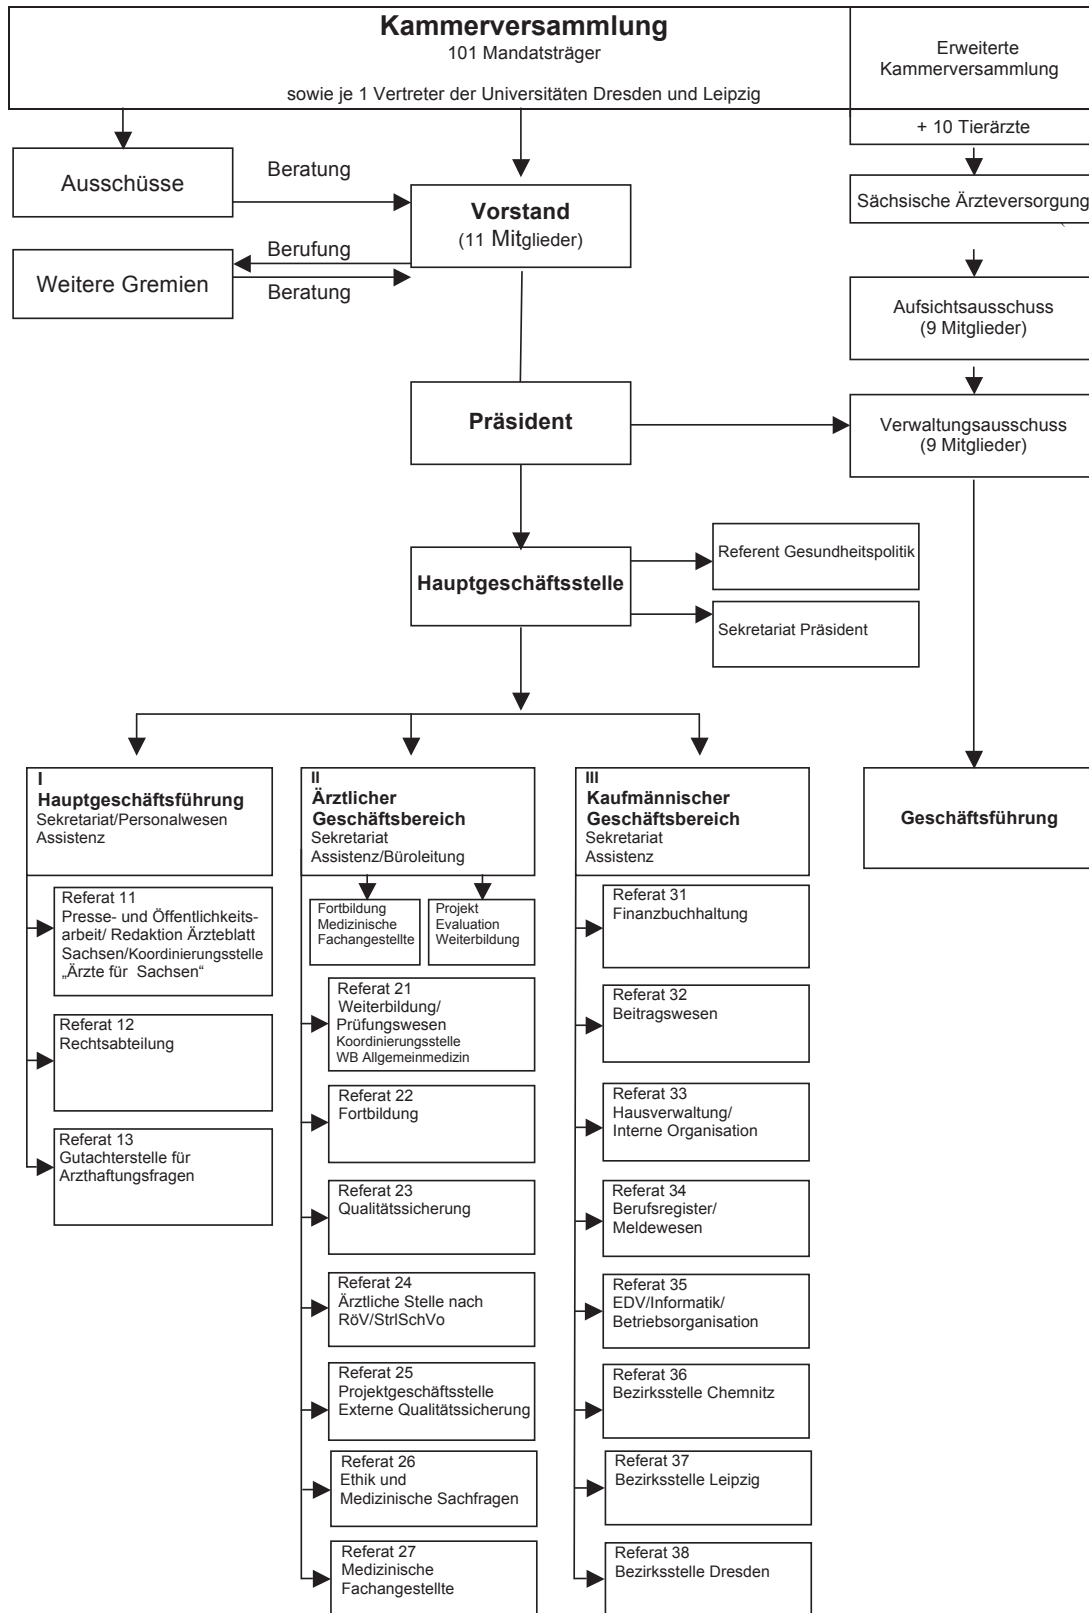 Kammerversammlung
101 Mandatsträger
sowie je 1 Vertreter der Universitäten Dresden und Leipzig
Erweiterte
Kammerversammlung
+ 10 Tierärzte
Ausschüsse
Beratung
Vorstand
(11 Mitglieder)
Sächsische Ärzteversorgung
Berufung
Weitere Gremien
Beratung
Aufsichtsausschuss
(9 Mitglieder)
Präsident
Verwaltungsausschuss
(9 Mitglieder)
Hauptgeschäftsstelle
Referent Gesundheitspolitik
Sekretariat Präsident
I
Hauptgeschäftsführung
Sekretariat/Personalwesen
Assistenz
Referat 11
Presse- und Öffentlichkeits-
arbeit/ Redaktion Ärzteblatt
Sachsen/Koordinierungsstelle
„Ärzte für Sachsen“
Referat 12
Rechtsabteilung
Referat 13
Gutachterstelle für
Arzthaftungsfragen
II
Ärztlicher
Geschäftsbereich
Sekretariat
Assistenz/Büroleitung
Fortbildung
Medizinische
Fachangestellte
Projekt
Evaluation
Weiterbildung
Referat 21
Weiterbildung/
Prüfungswesen
Koordinierungsstelle
WB Allgemeinmedizin
Referat 22
Fortbildung
Referat 23
Qualitätssicherung
Referat 24
Ärztliche Stelle nach
RöV/StrlSchVo
Referat 25
Projektgeschäftsstelle
Externe Qualitätssicherung
Referat 26
Ethik und
Medizinische Sachfragen
Referat 27
Medizinische
Fachangestellte
III
Kaufmännischer
Geschäftsbereich
Sekretariat
Assistenz
Referat 31
Finanzbuchhaltung
Referat 32
Beitragswesen
Referat 33
Hausverwaltung/
Interne Organisation
Referat 34
Berufsregister/
Meldewesen
Referat 35
EDV/Informatik/
Betriebsorganisation
Referat 36
Bezirksstelle Chemnitz
Referat 37
Bezirksstelle Leipzig
Referat 38
Bezirksstelle Dresden
Geschäftsführung